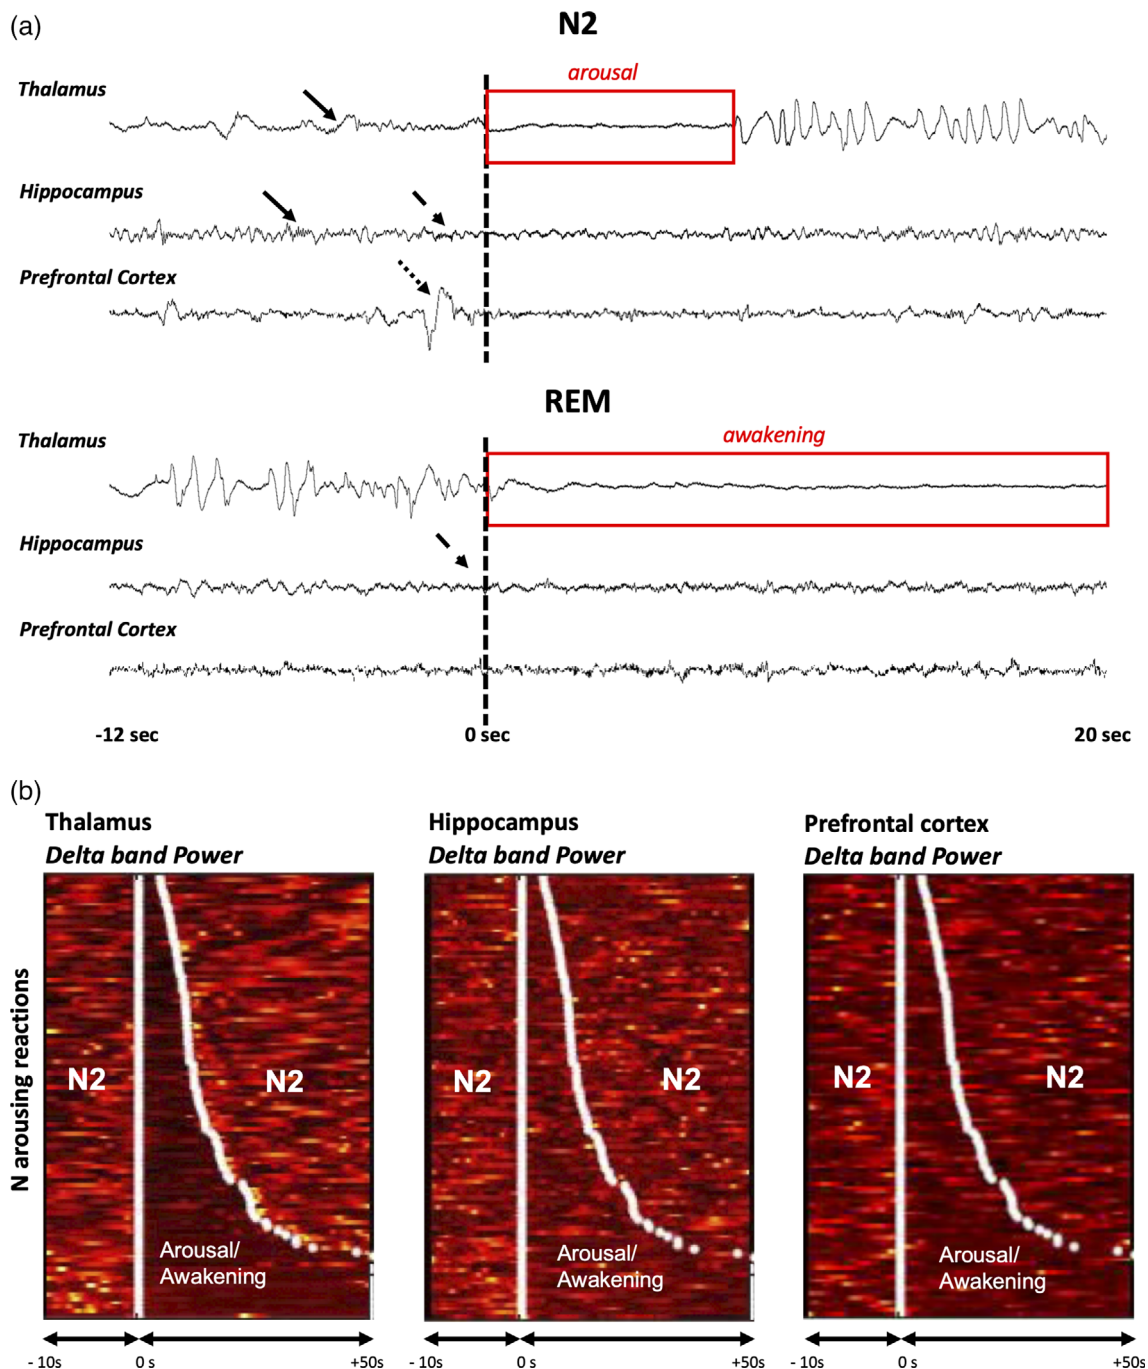 (a)
N2
Thalamus
arousal
Hippocampus
Prefrontal Cortex
REM
Thalamus
awakening
Hippocampus
Prefrontal Cortex
-12 sec 0 sec 20 sec
(b)
Thalamus Hippocampus Prefrontal cortex
Delta band Power Delta band Power Delta band Power
N arousing reactions
N2 N2 N2 N2 N2 N2
Arousal/ Arousal/ Arousal/
Awakening Awakening Awakening
- 10s 0 s +50s - 10s 0 s +50s - 10s 0 s +50s